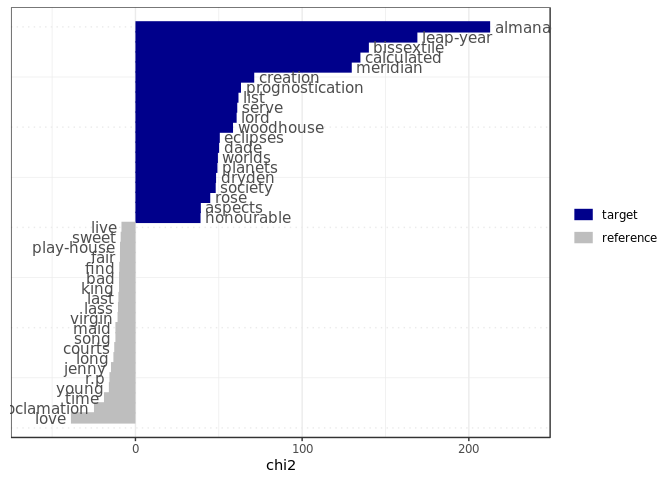 almana
leap-year
bissextile
calculated
meridian
creation
prognostication
list
serve
lord
woodhouse
eclipses
dade
worlds
planets
dryden
society
rose
aspects
honourable
live
sweet
play-house
fair
find
bad
king
last
lass
virgin
maid
song
courts
long
jenny
r.p
young
time
oclamation
love
target
reference
0 100 200
chi2